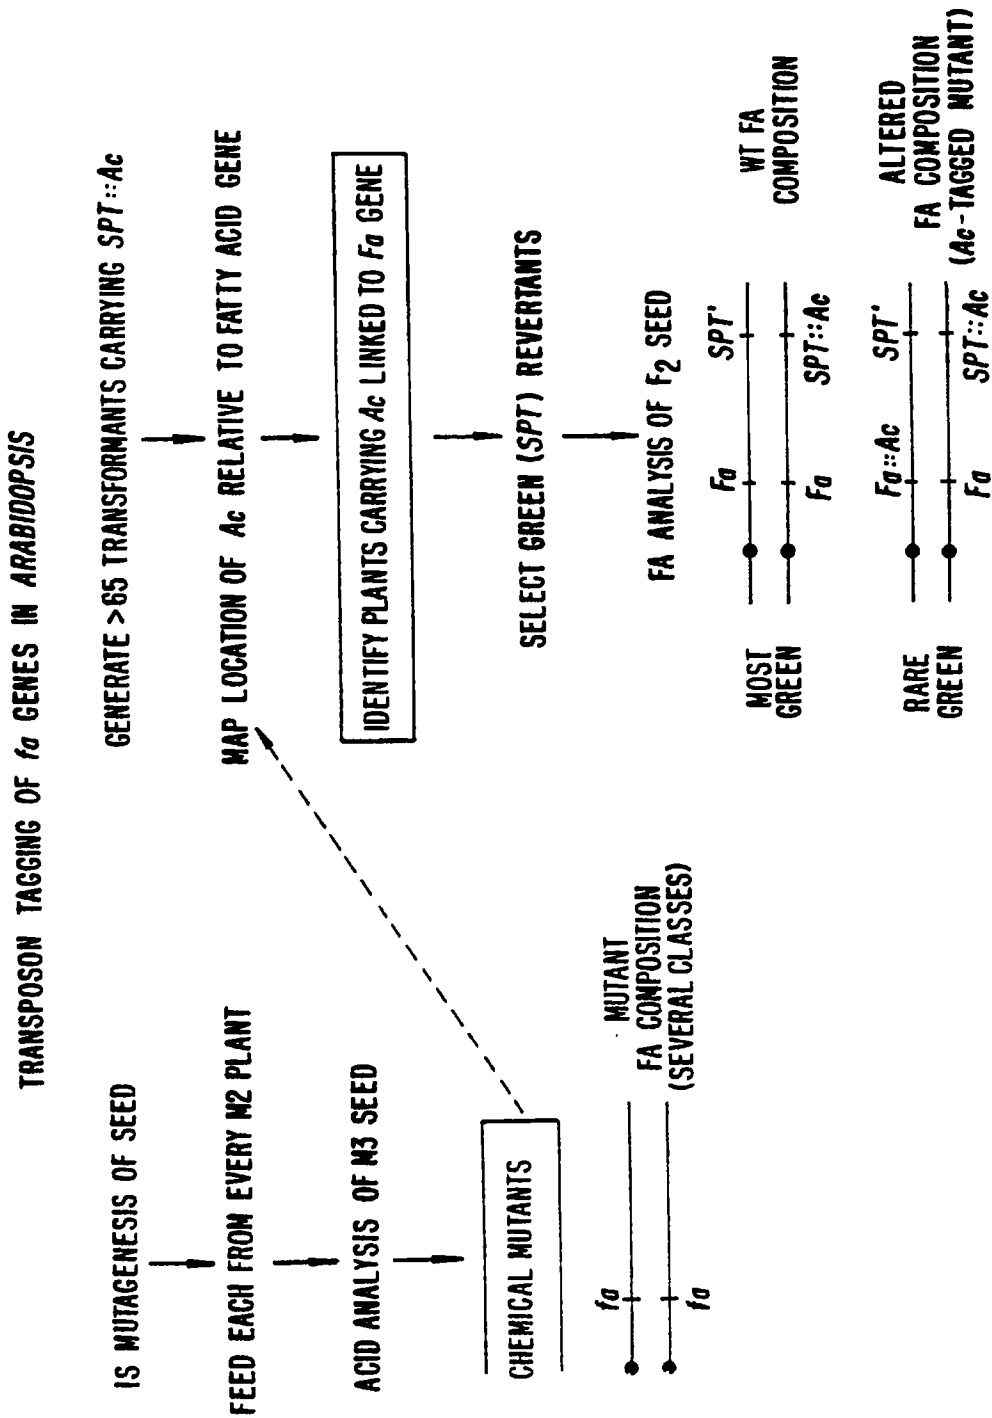 TRANSPOSON TAGGING OF fa GENES IN ARABIDOPSIS
IS MUTAGENESIS OF SEED
FEED EACH FROM EVERY M2 PLANT
ACID ANALYSIS OF M3 SEED
CHEMICAL MUTANTS
fa
fa
MUTANT
FA COMPOSITION
(SEVERAL CLASSES)
GENERATE >65 TRANSFORMANTS CARRYING SPT::Ac
MAP LOCATION OF Ac RELATIVE TO FATTY ACID GENE
IDENTIFY PLANTS CARRYING Ac LINKED TO Fa GENE
SELECT GREEN (SPT) REVERTANTS
FA ANALYSIS OF F2 SEED
MOST
GREEN
Fa
SPT'
Fa
SPT::Ac
WT FA
COMPOSITION
RARE
GREEN
Fa::Ac
SPT'
Fa
SPT::Ac
ALTERED
FA COMPOSITION
(Ac-TAGGED MUTANT)